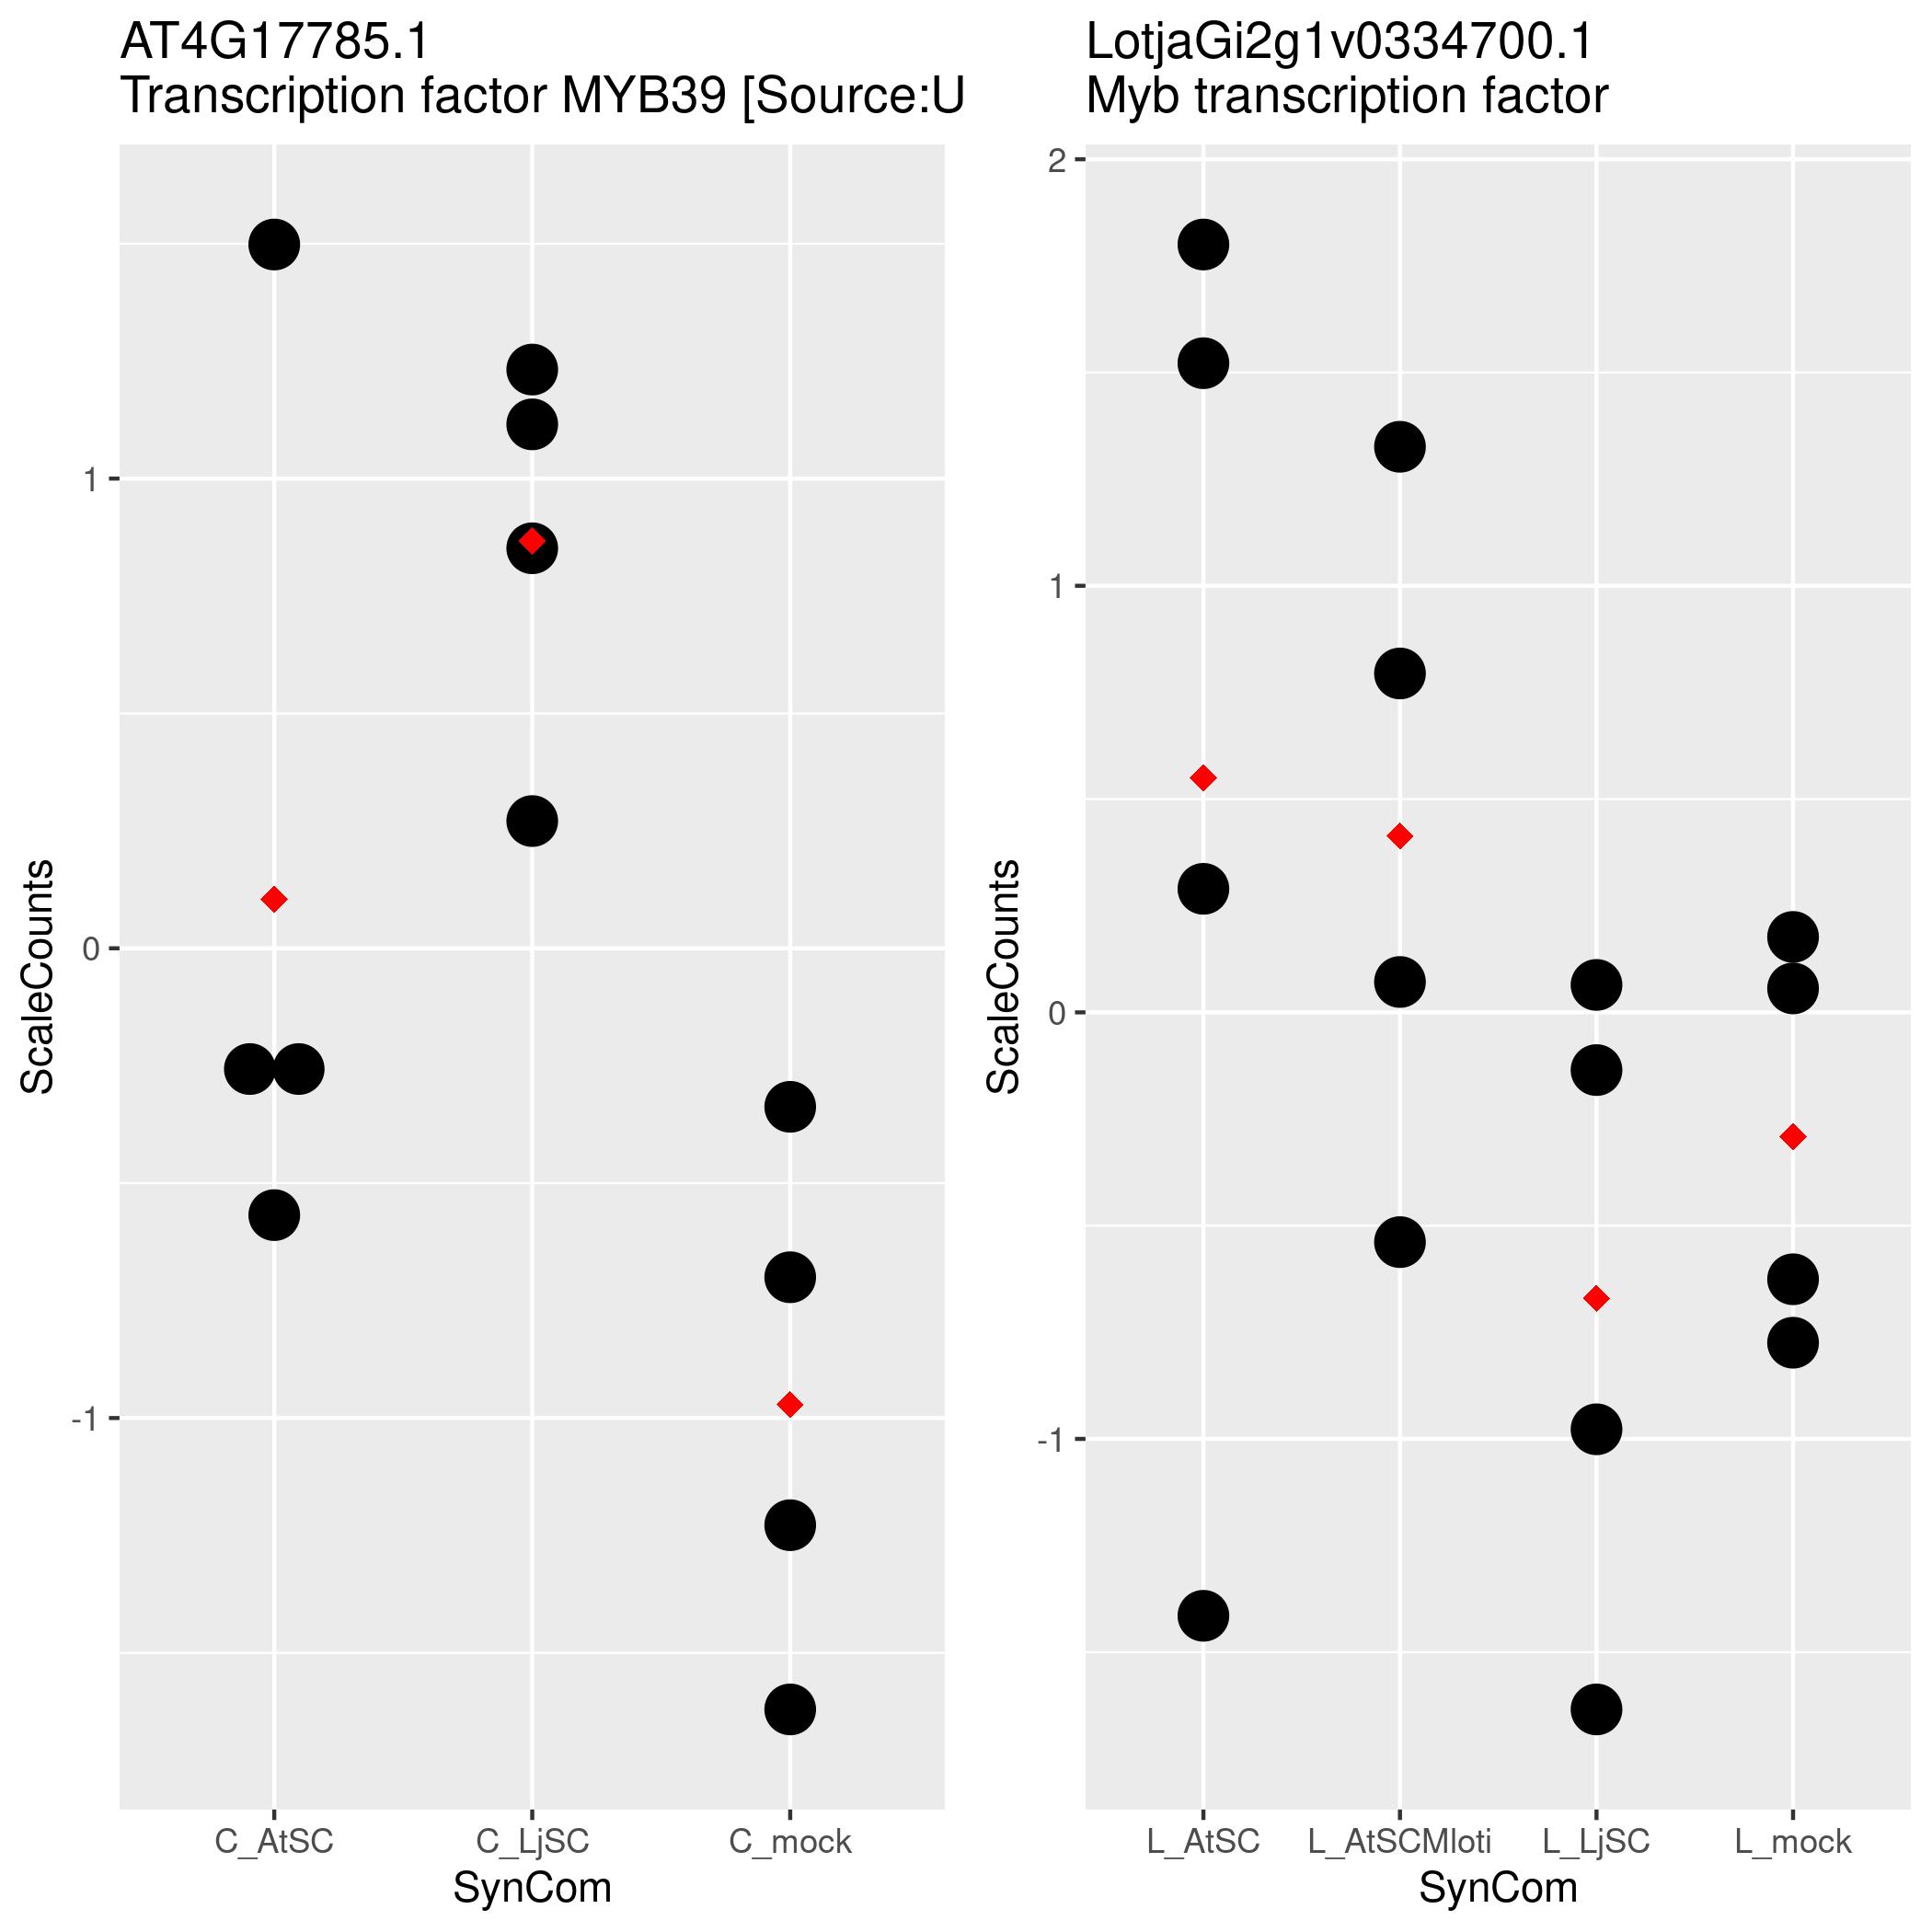 AT4G17785.1
Transcription factor MYB39 [Source:U
ScaleCounts
1
0
-1
C_AtSC
C_LjSC
C_mock
SynCom
LotjaGi2g1v0334700.1
Myb transcription factor
ScaleCounts
2
1
0
-1
L_AtSC
L_AtSCMloti
L_LjSC
L_mock
SynCom